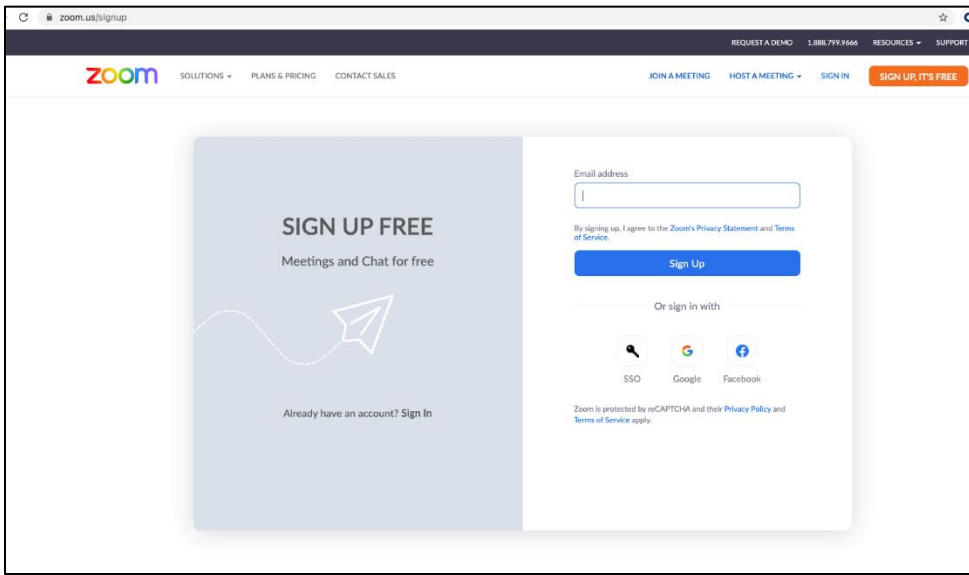 zoom.us/signup
REQUEST A DEMO 1.888.799.9666 RESOURCES SUPPORT
zoom SOLUTIONS PLANS & PRICING CONTACT SALES JOIN A MEETING HOST A MEETING SIGN IN SIGN UP, IT'S FREE
SIGN UP FREE
Meetings and Chat for free
Already have an account? Sign In
Email address
By signing up, I agree to the Zoom's Privacy Statement and Terms
of Service.
Sign Up
Or sign in with
SSO Google Facebook
Zoom is protected by reCAPTCHA and their Privacy Policy and
Terms of Service apply.